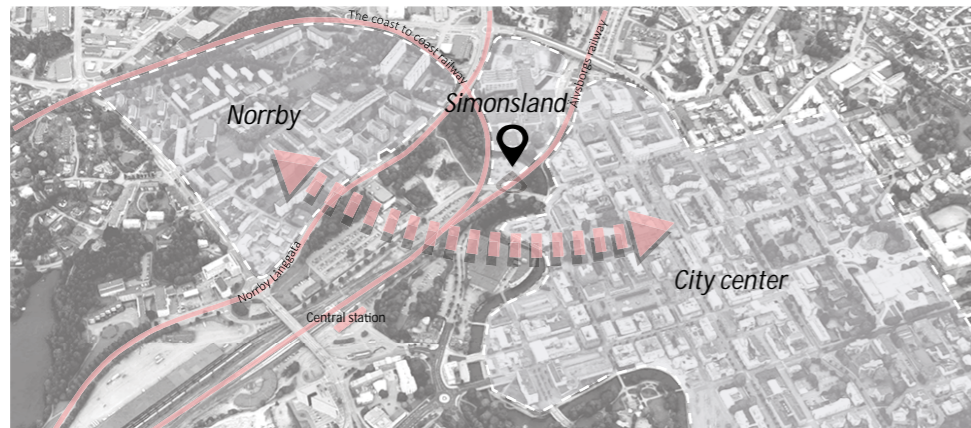 The coast to coast railway
Älvsborgs railway
Simonsland
Norrby
City center
Norrby Långgata
Central station